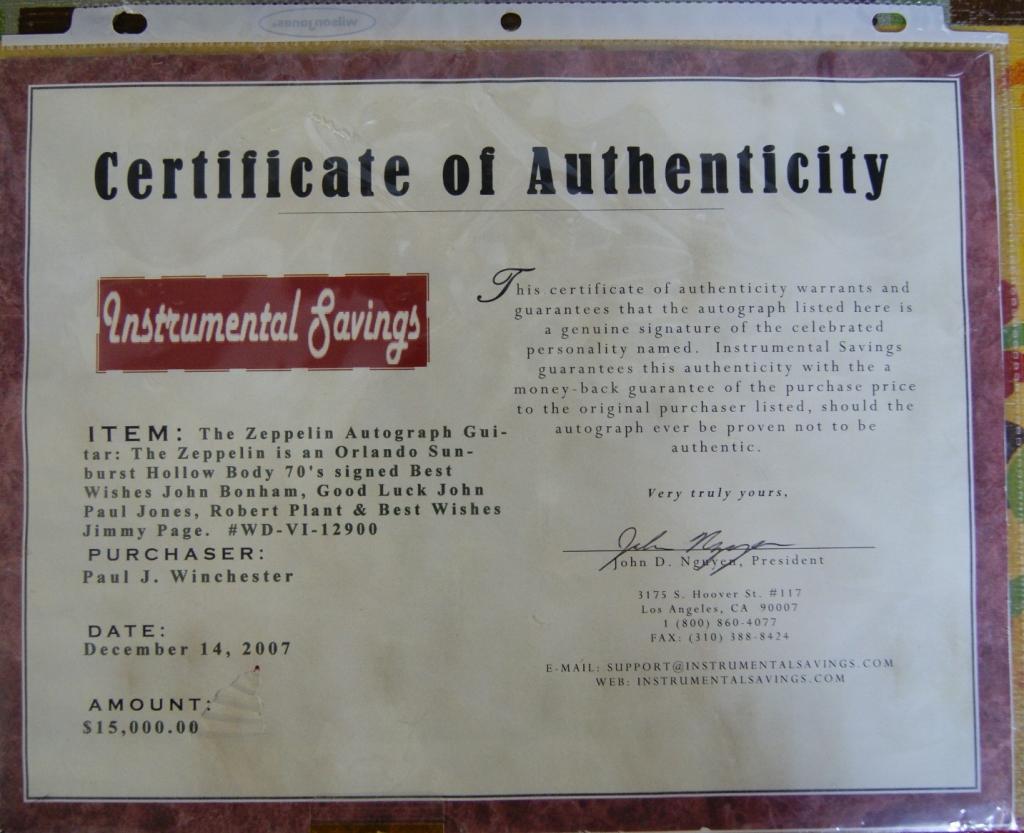 wilson jones.
Certificate of Authenticity
Instrumental Savings
ITEM: The Zeppelin Autograph Gui-
tar: The Zeppelin is an Orlando Sun-
burst Hollow Body 70's signed Best
Wishes John Bonham, Good Luck John
Paul Jones, Robert Plant & Best Wishes
Jimmy Page. #WD-VI-12900
PURCHASER:
Paul J. Winchester
DATE:
December 14, 2007
AMOUNT:
$15,000.00
This certificate of authenticity warrants and
guarantees that the autograph listed here is
a genuine signature of the celebrated
personality named. Instrumental Savings
guarantees this authenticity with the a
money-back guarantee of the purchase price
to the original purchaser listed, should the
autograph ever be proven not to be
authentic.
Very truly yours,
John Nguyen
John D. Nguyen, President
3175 S. Hoover St. #117
Los Angeles, CA 90007
1 (800) 860-4077
FAX: (310) 388-8424
E-MAIL: SUPPORT@INSTRUMENTALSAVINGS.COM
WEB: INSTRUMENTALSAVINGS.COM